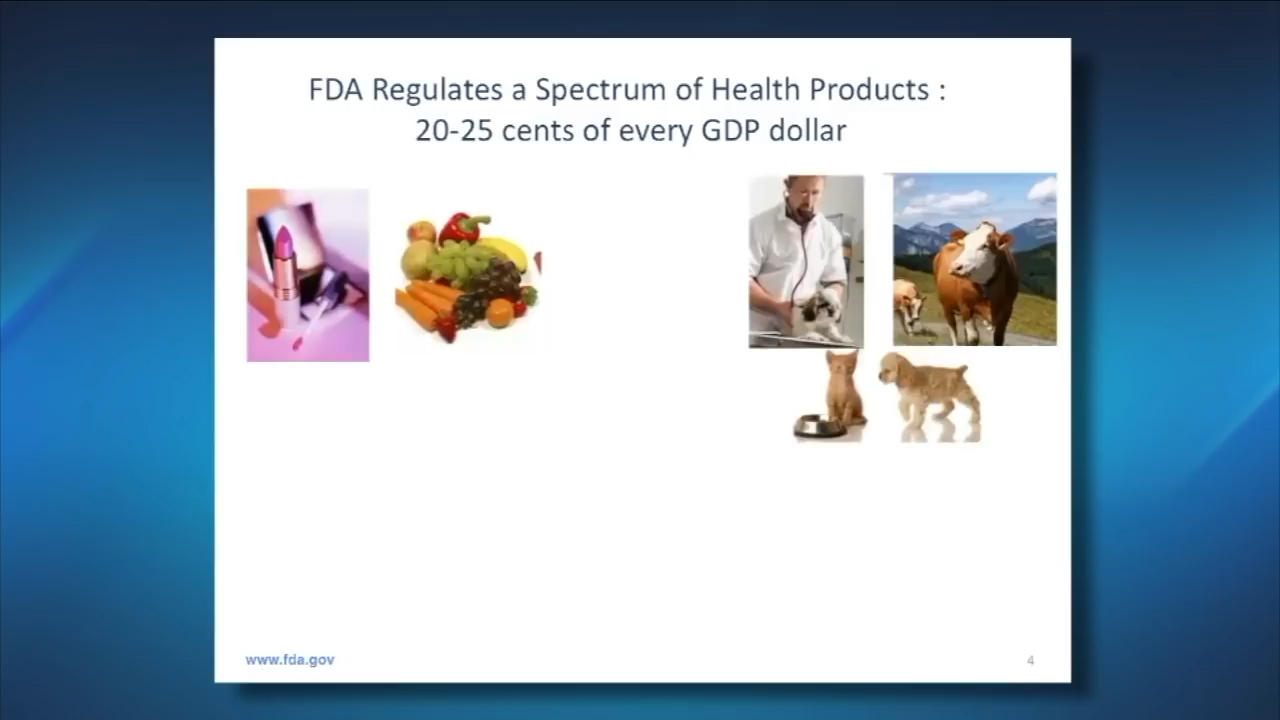 FDA Regulates a Spectrum of Health Products :
20-25 cents of every GDP dollar
www.fda.gov
4